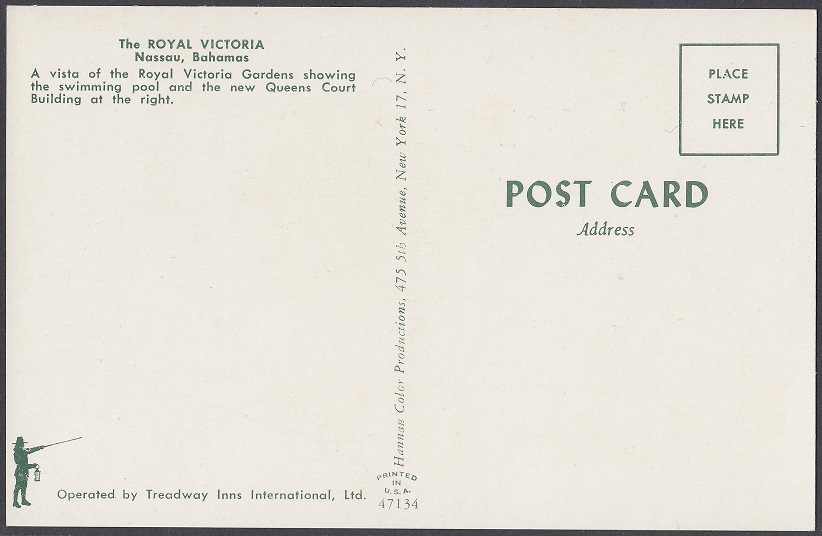 The ROYAL VICTORIA
Nassau, Bahamas
A vista of the Royal Victoria Gardens showing
the swimming pool and the new Queens Court
Building at the right.
Operated by Treadway Inns International, Ltd.
Hannau Color Productions, 475 5th Avenue, New York 17, N. Y.
PRINTED
IN
U.S.A.
47134
PLACE
STAMP
HERE
POST CARD
Address